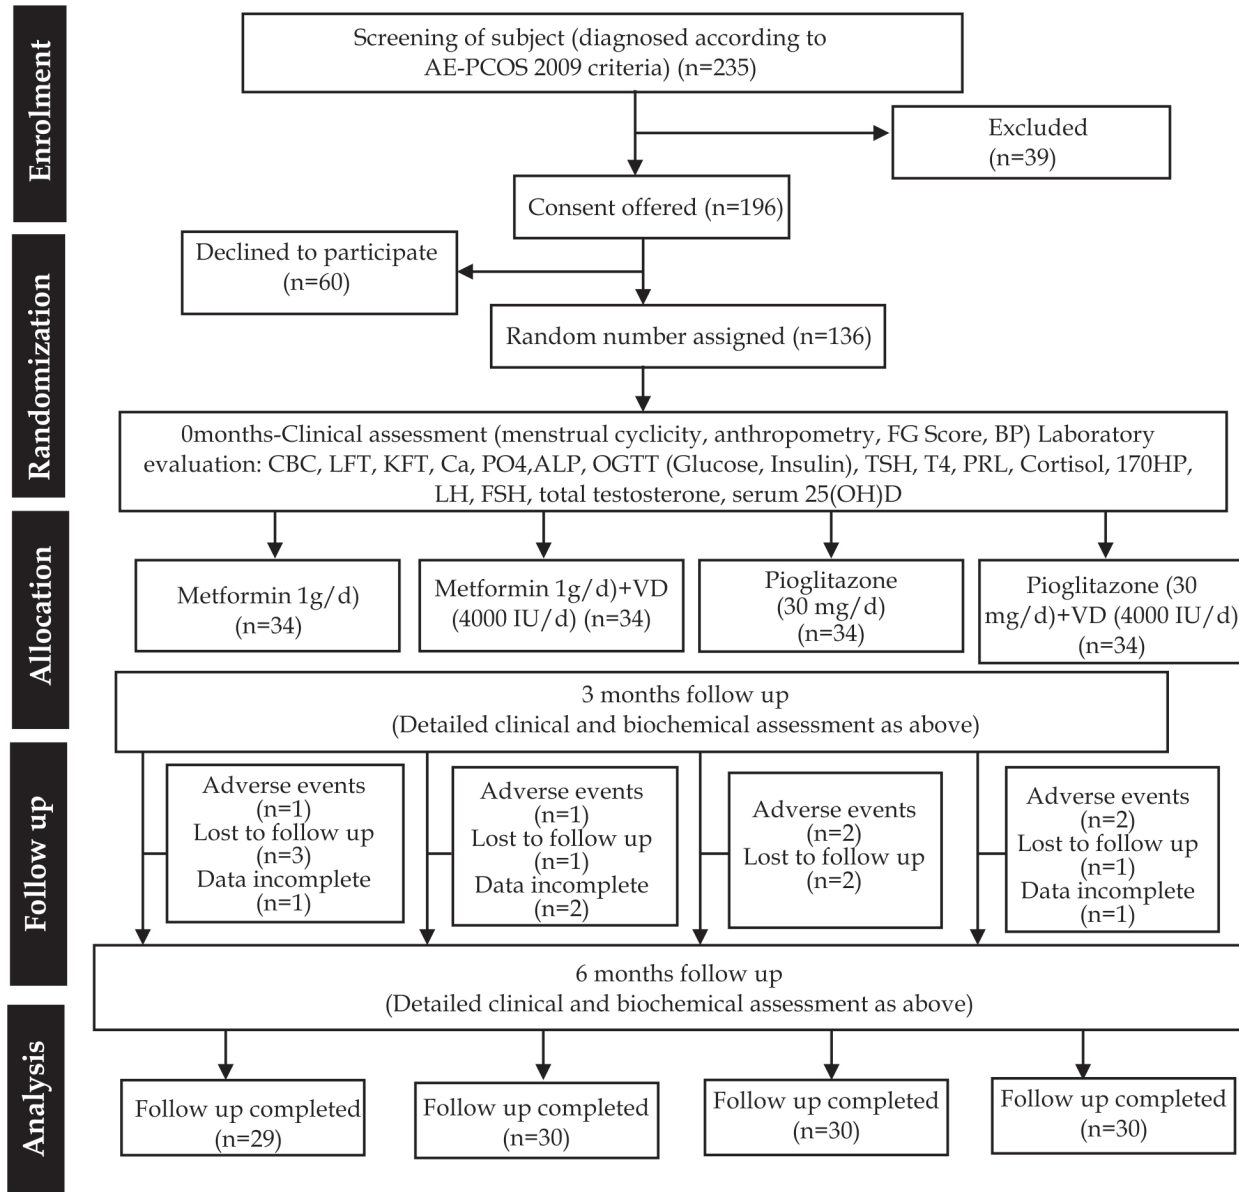 Enrolment
Screening of subject (diagnosed according to
AE-PCOS 2009 criteria) (n=235)
Excluded
(n=39)
Consent offered (n=196)
Randomization
Declined to participate
(n=60)
Random number assigned (n=136)
0months-Clinical assessment (menstrual cyclicity, anthropometry, FG Score, BP) Laboratory
evaluation: CBC, LFT, KFT, Ca, PO4,ALP, OGTT (Glucose, Insulin), TSH, T4, PRL, Cortisol, 170HP,
LH, FSH, total testosterone, serum 25(OH)D
Allocation
Metformin 1g/d)
(n=34)
Metformin 1g/d)+VD
(4000 IU/d) (n=34)
Pioglitazone
(30 mg/d)
(n=34)
Pioglitazone (30
mg/d)+VD (4000 IU/d)
(n=34)
3 months follow up
(Detailed clinical and biochemical assessment as above)
Follow up
Adverse events
(n=1)
Lost to follow up
(n=3)
Data incomplete
(n=1)
Adverse events
(n=1)
Lost to follow up
(n=1)
Data incomplete
(n=2)
Adverse events
(n=2)
Lost to follow up
(n=2)
Adverse events
(n=2)
Lost to follow up
(n=1)
Data incomplete
(n=1)
6 months follow up
(Detailed clinical and biochemical assessment as above)
Analysis
Follow up completed
(n=29)
Follow up completed
(n=30)
Follow up completed
(n=30)
Follow up completed
(n=30)